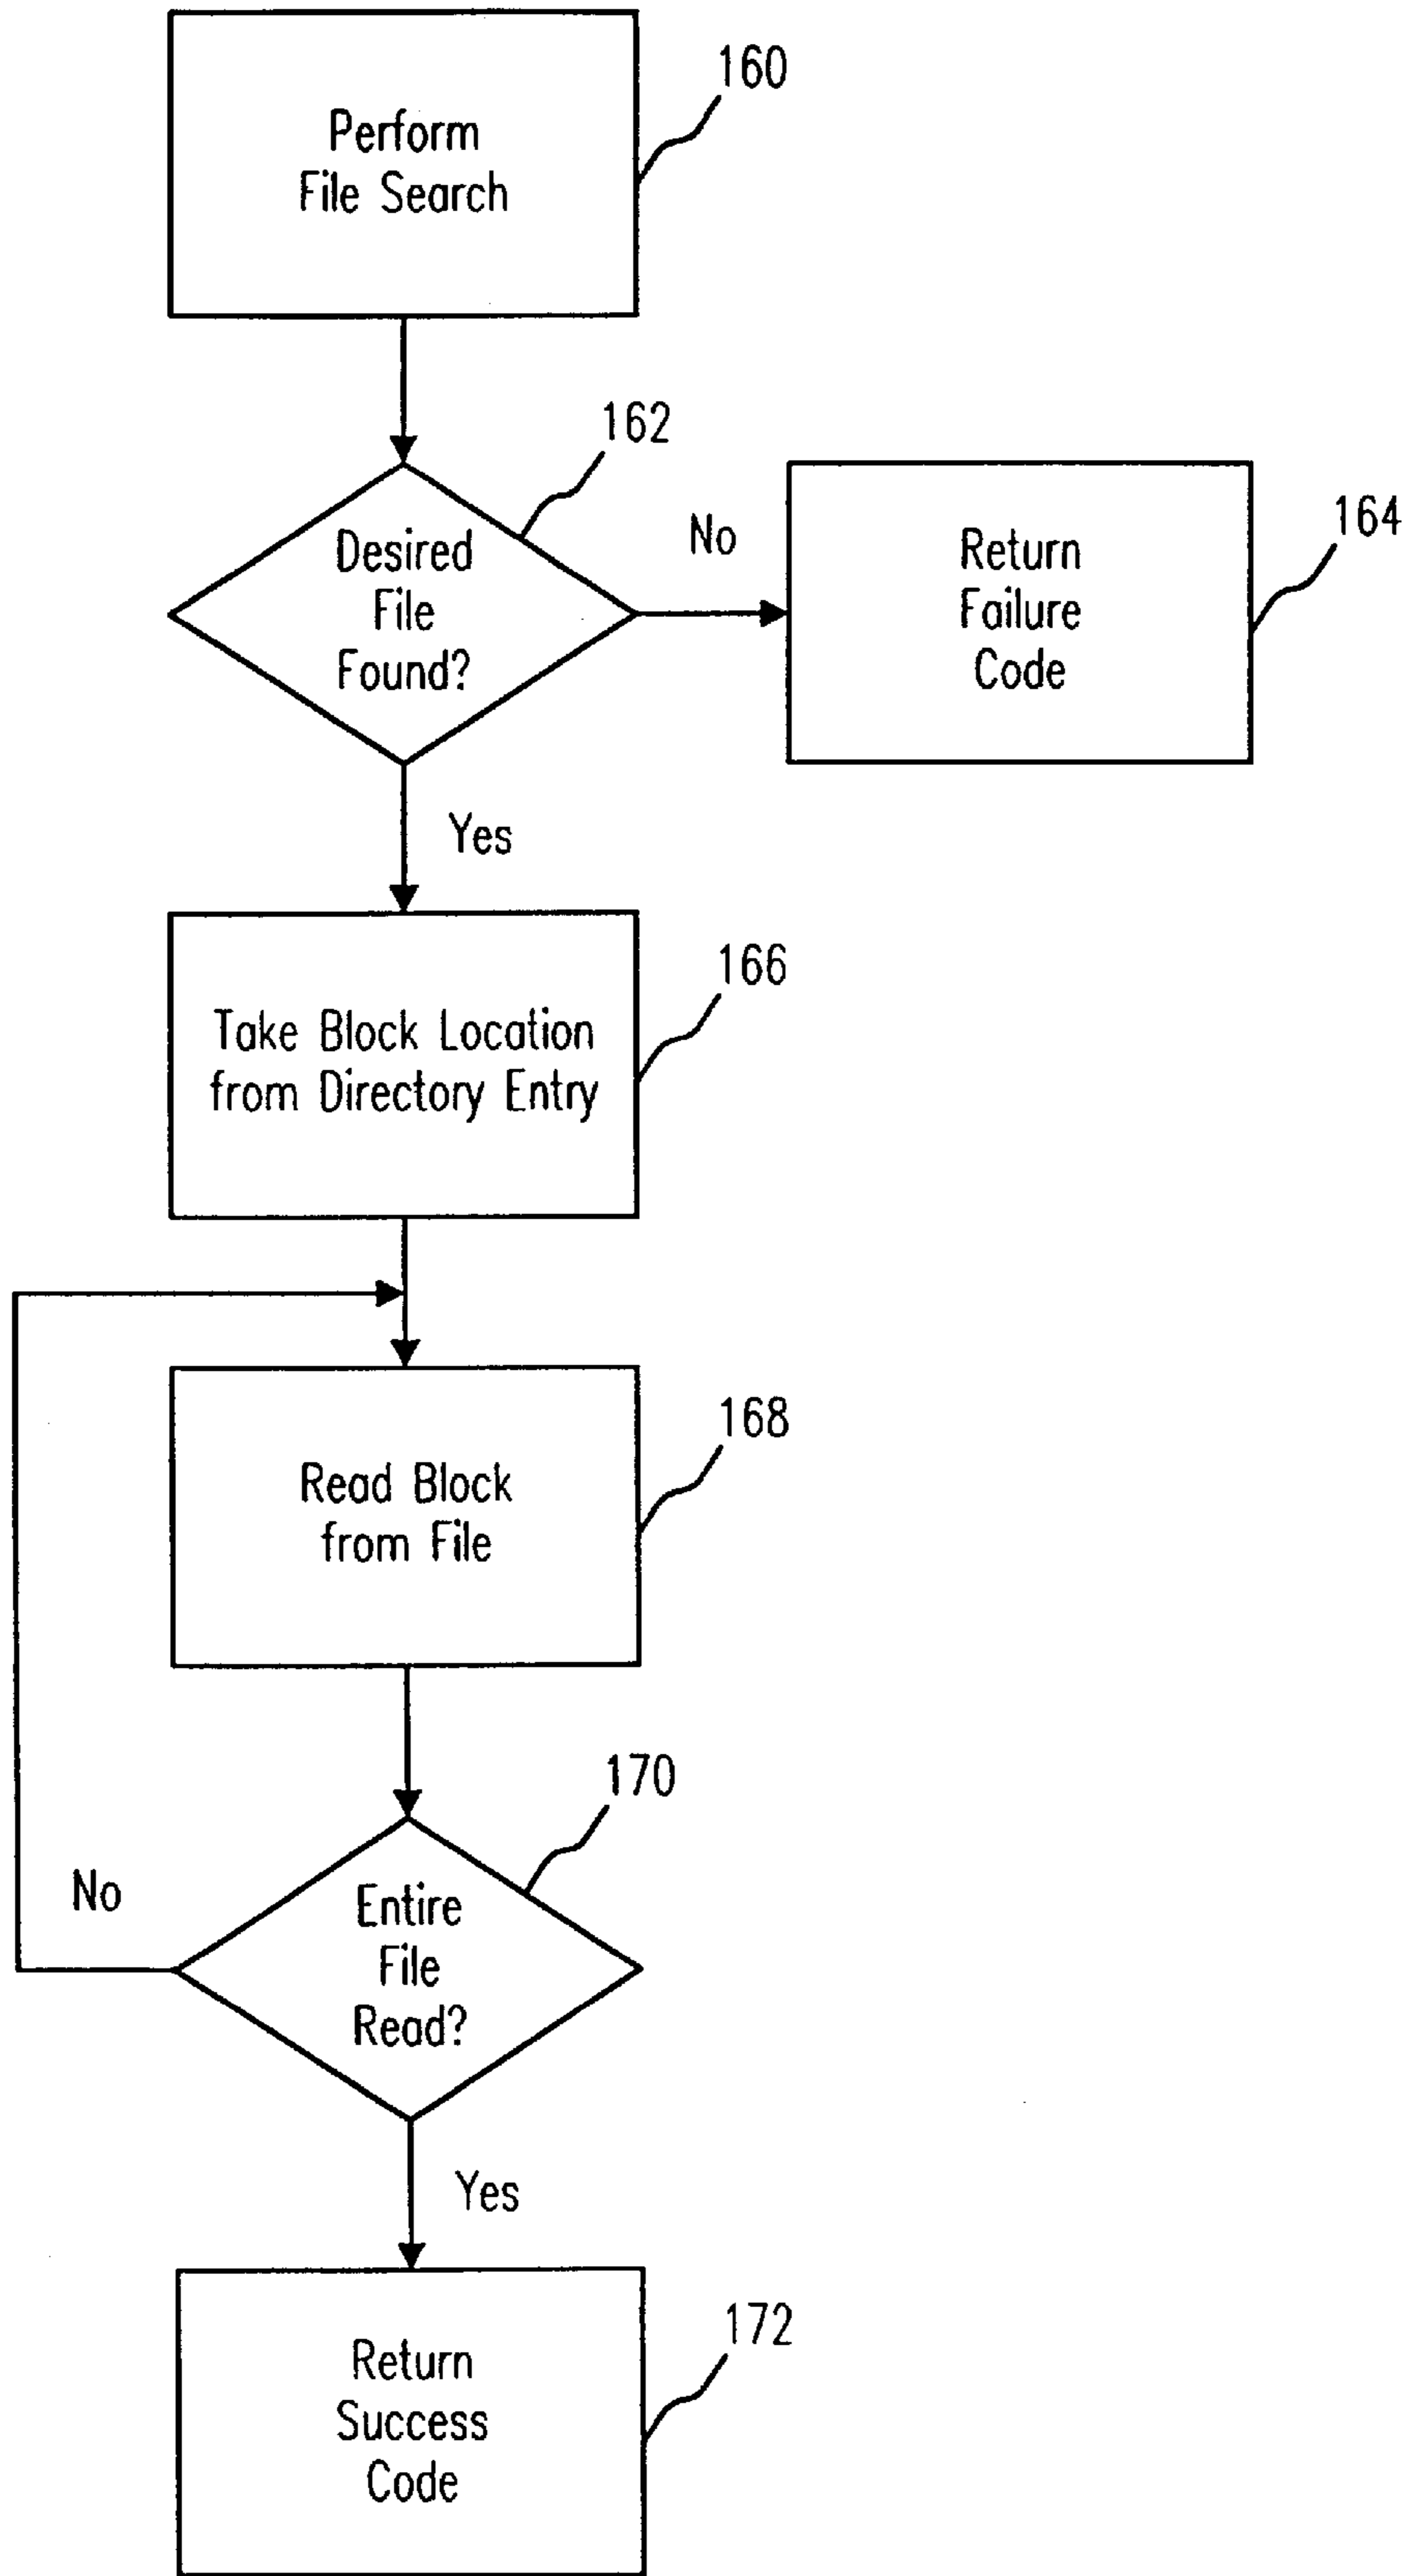 160
Perform
File Search
162
Desired
File
Found?
No
164
Return
Failure
Code
Yes
166
Take Block Location
from Directory Entry
168
Read Block
from File
170
No
Entire
File
Read?
Yes
172
Return
Success
Code